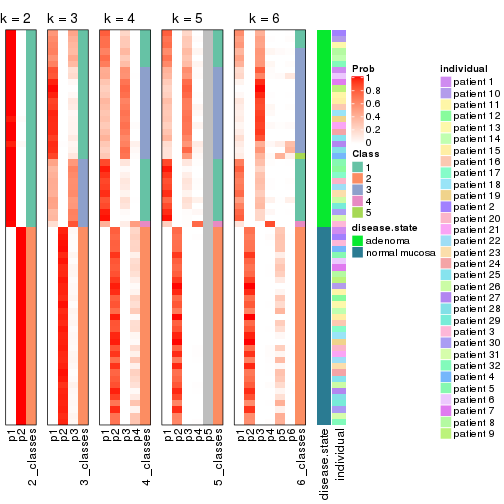 k = 2
k = 3
k = 4
k = 5
k = 6
p1
p2
2_classes
p1
p2
p3
3_classes
p1
p2
p3
p4
4_classes
p1
p2
p3
p4
p5
5_classes
p1
p2
p3
p4
p5
p6
6_classes
disease.state
individual
Prob
1
0.8
0.6
0.4
0.2
0
Class
1
2
3
4
5
disease.state
adenoma
normal mucosa
individual
patient 1
patient 10
patient 11
patient 12
patient 13
patient 14
patient 15
patient 16
patient 17
patient 18
patient 19
patient 2
patient 20
patient 21
patient 22
patient 23
patient 24
patient 25
patient 26
patient 27
patient 28
patient 29
patient 3
patient 30
patient 31
patient 32
patient 4
patient 5
patient 6
patient 7
patient 8
patient 9